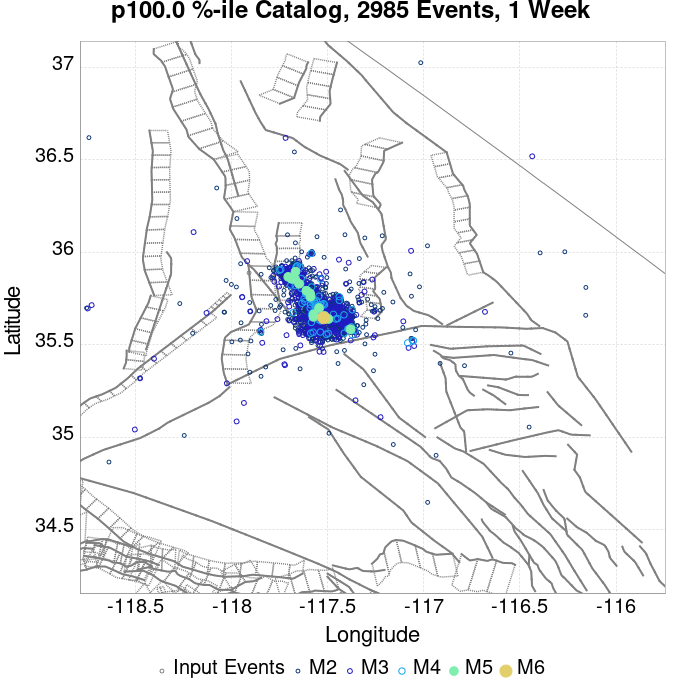 p100.0 %-ile Catalog, 2985 Events, 1 Week
37
36.5
36
35.5
35
34.5
Latitude
-118.5 -118 -117.5 -117 -116.5 -116
Longitude
Input Events M2 M3 M4 M5 M6